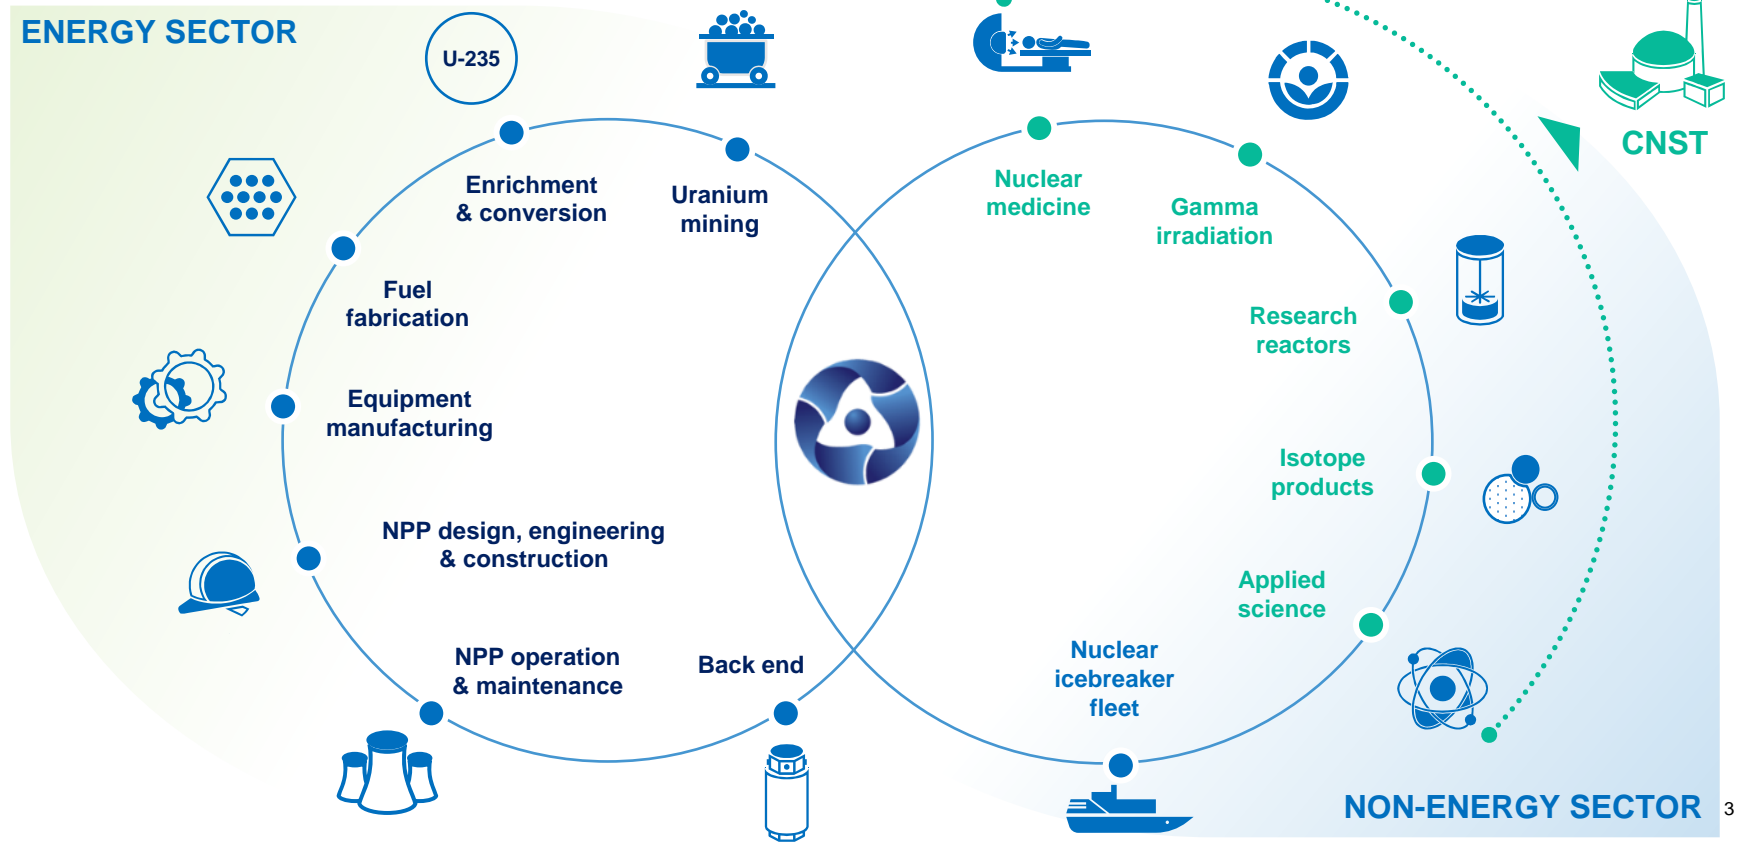 ENERGY SECTOR
U-235
CNST
Enrichment
& conversion
Uranium
mining
Nuclear
medicine
Gamma
irradiation
Fuel
fabrication
Research
reactors
Equipment
manufacturing
Isotope
products
NPP design, engineering
& construction
Applied
science
NPP operation
& maintenance
Back end
Nuclear
icebreaker
fleet
NON-ENERGY SECTOR
3